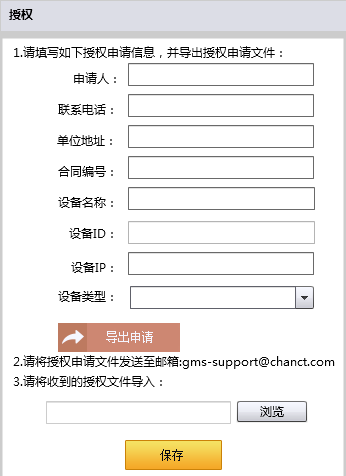 授权
1.请填写如下授权申请信息，并导出授权申请文件：
申请人：
联系电话：
单位地址：
合同编号：
设备名称：
设备ID：
设备IP：
设备类型：
导出申请
2.请将授权申请文件发送至邮箱:gms-support@chanct.com
3.请将收到的授权文件导入：
浏览
保存